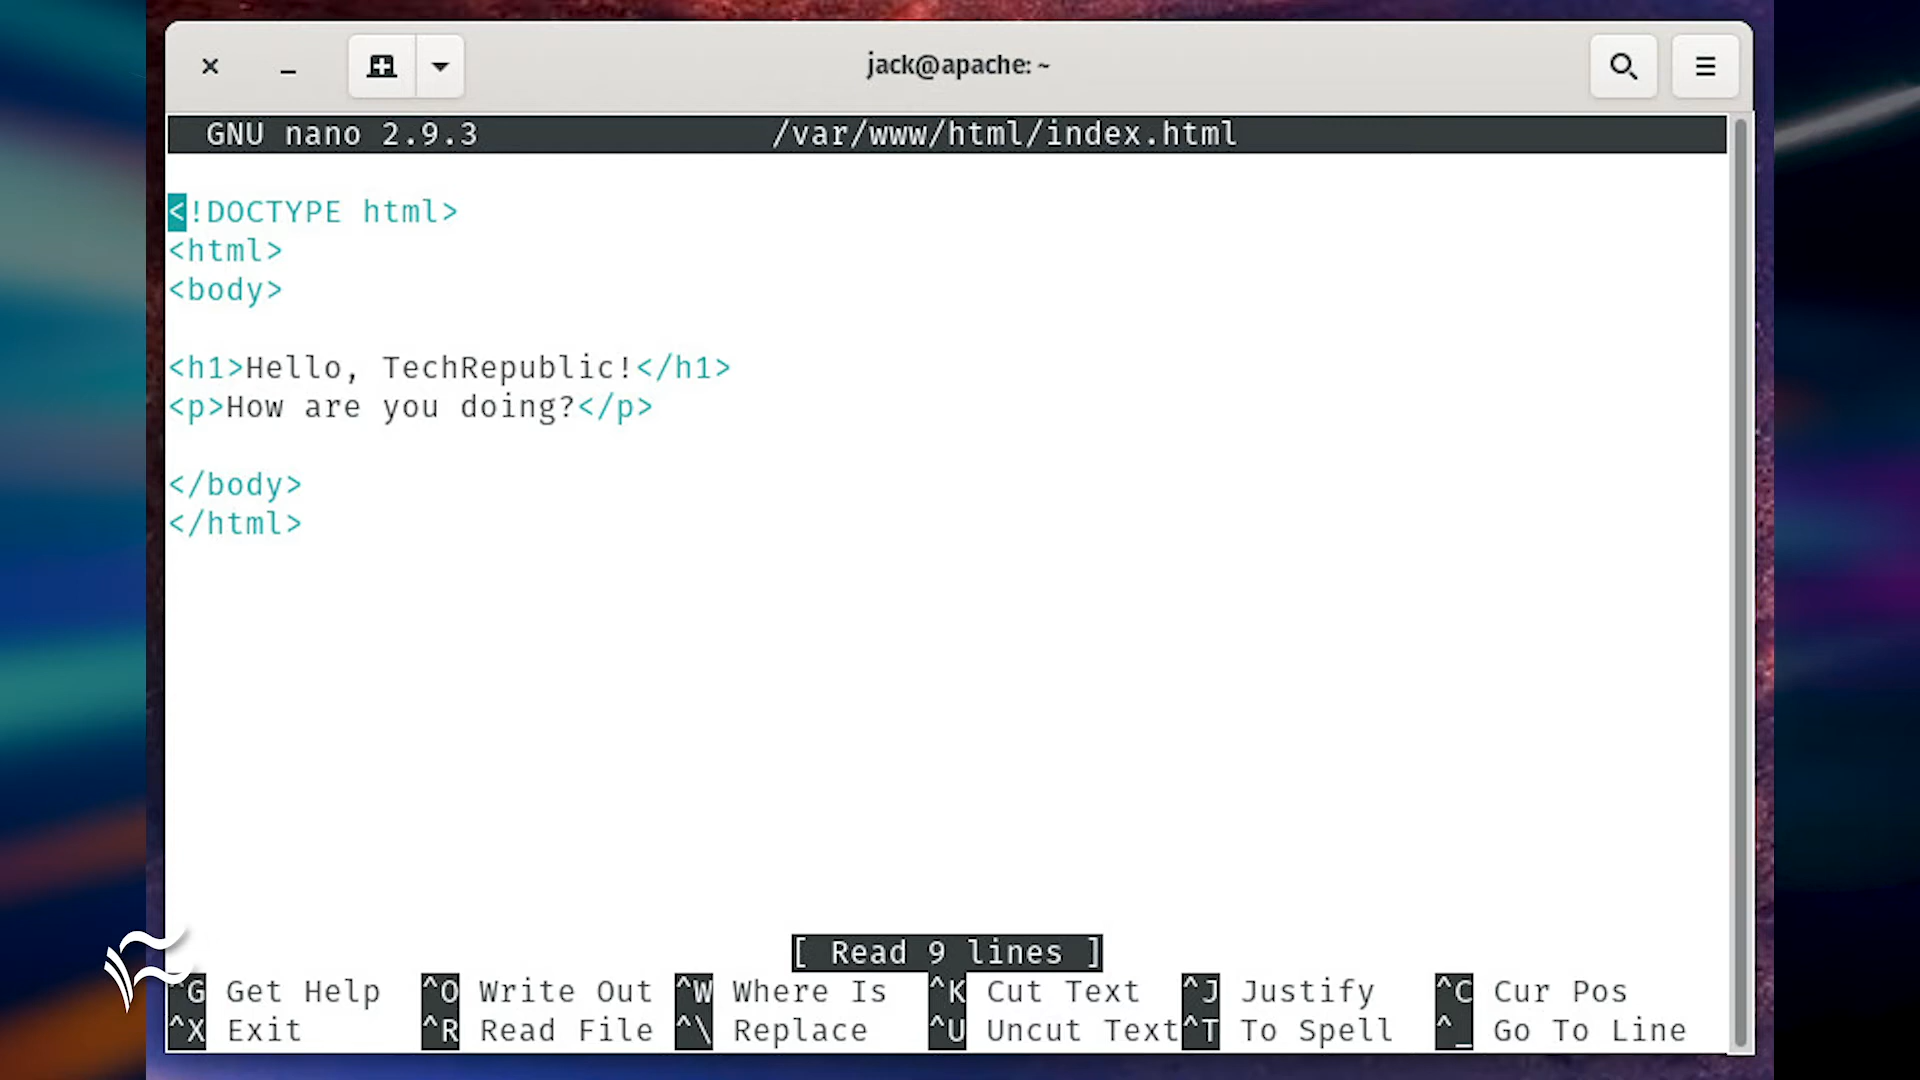 jack@apache: ~
GNU nano 2.9.3 /var/www/html/index.html
<!DOCTYPE html>
<html>
<body>
<h1>Hello, TechRepublic!</h1>
<p>How are you doing?</p>
</body>
</html>
[ Read 9 lines ]
^G Get Help ^O Write Out ^W Where Is ^K Cut Text ^J Justify ^C Cur Pos
^X Exit ^R Read File ^\ Replace ^U Uncut Text ^T To Spell ^_ Go To Line